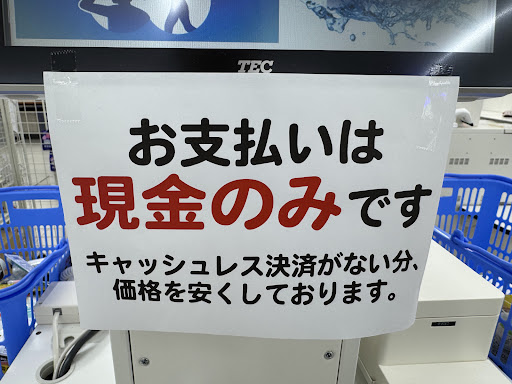 TEC
お支払いは
現金のみです
キャッシュレス決済がない分、
価格を安くしております。